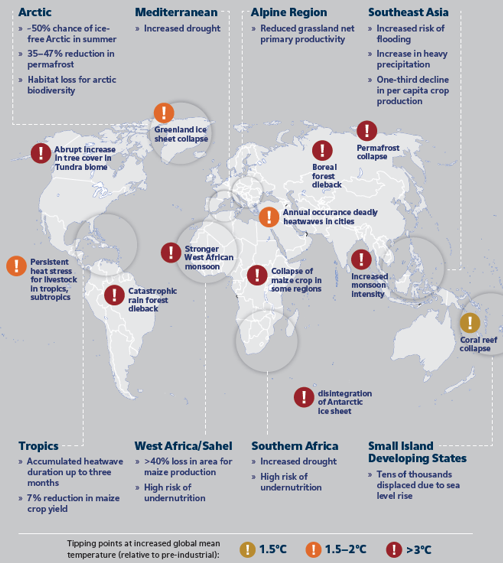 Arctic
» ~50% chance of ice-
free Arctic in summer
» 35–47% reduction in
permafrost
» Habitat loss for arctic
biodiversity
Mediterranean
» Increased drought
Alpine Region
» Reduced grassland net
primary productivity
Southeast Asia
» Increased risk of
flooding
» Increase in heavy
precipitation
» One-third decline
in per capita crop
production
Greenland Ice
sheet collapse
Abrupt increase
in tree cover in
Tundra biome
Permafrost
collapse
Boreal
forest
dieback
Annual occurance deadly
heatwaves in cities
Persistent
heat stress
for livestock
in tropics,
subtropics
Stronger
West African
monsoon
Catastrophic
rain forest
dieback
Collapse of
maize crop in
some regions
Increased
monsoon
intensity
Coral reef
collapse
disintegration
of Antarctic
ice sheet
Tropics
» Accumulated heatwave
duration up to three
months
» 7% reduction in maize
crop yield
West Africa/Sahel
» >40% loss in area for
maize production
» High risk of
undernutrition
Southern Africa
» Increased drought
» High risk of
undernutrition
Small Island
Developing States
» Tens of thousands
displaced due to sea
level rise
Tipping points at increased global mean
temperature (relative to pre-industrial):
! 1.5°C
! 1.5–2°C
! >3°C